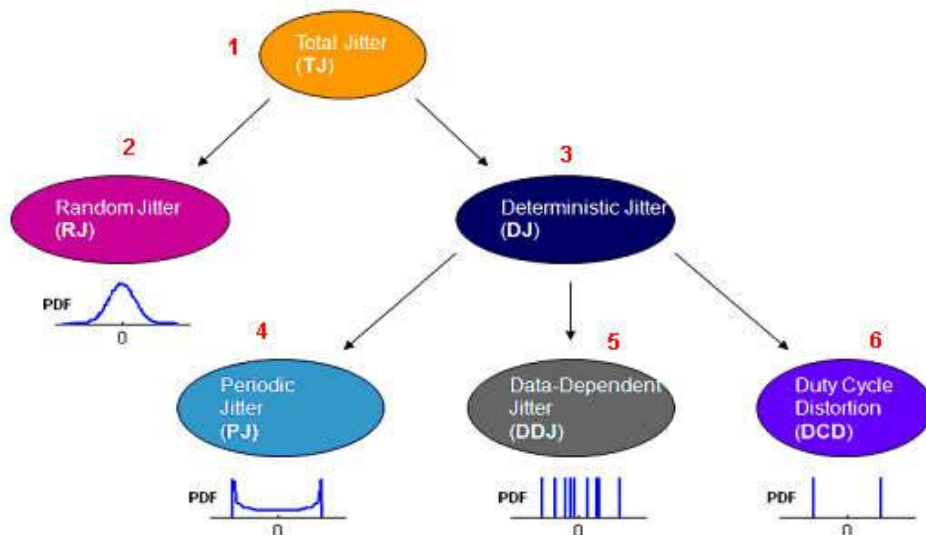 1
Total Jitter
(TJ)
2
3
Random Jitter
(RJ)
Deterministic Jitter
(DJ)
PDF
0
4
5
6
Periodic
Jitter
(PJ)
Data-Dependent
Jitter
(DDJ)
Duty Cycle
Distortion
(DCD)
PDF
0
PDF
0
PDF
0